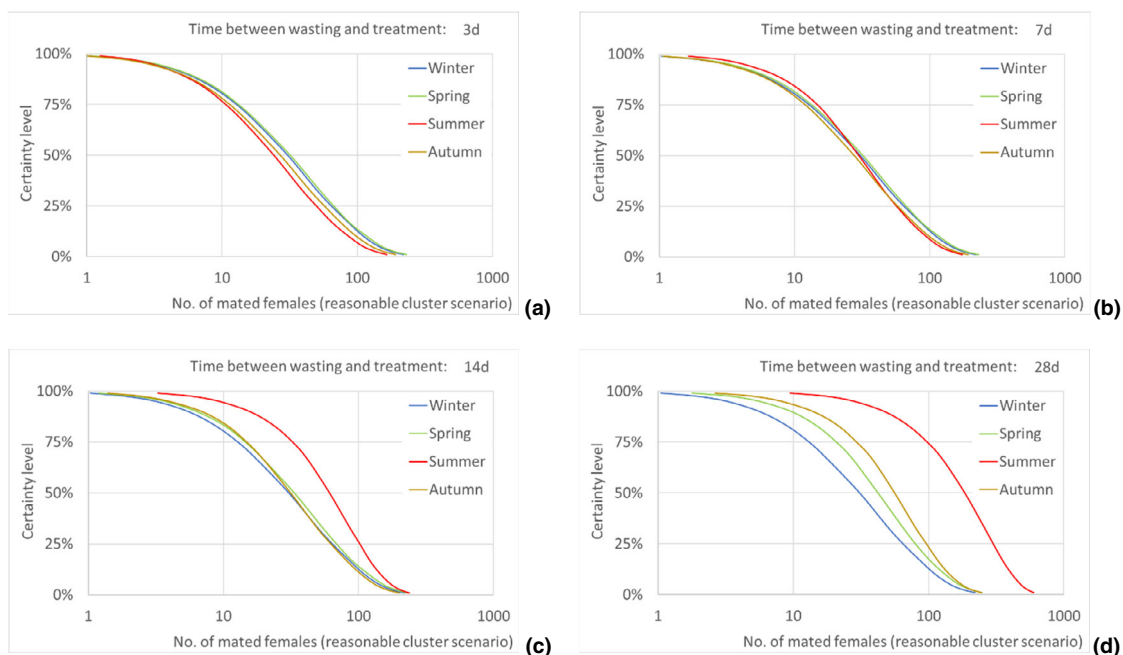 Time between wasting and treatment: 3d
100%
75%
50%
25%
0%
Certainty level
Winter
Spring
Summer
Autumn
1 10 100 1000
No. of mated females (reasonable cluster scenario)
(a)
Time between wasting and treatment: 7d
100%
75%
50%
25%
0%
Certainty level
Winter
Spring
Summer
Autumn
1 10 100 1000
No. of mated females (reasonable cluster scenario)
(b)
Time between wasting and treatment: 14d
100%
75%
50%
25%
0%
Certainty level
Winter
Spring
Summer
Autumn
1 10 100 1000
No. of mated females (reasonable cluster scenario)
(c)
Time between wasting and treatment: 28d
100%
75%
50%
25%
0%
Certainty level
Winter
Spring
Summer
Autumn
1 10 100 1000
No. of mated females (reasonable cluster scenario)
(d)